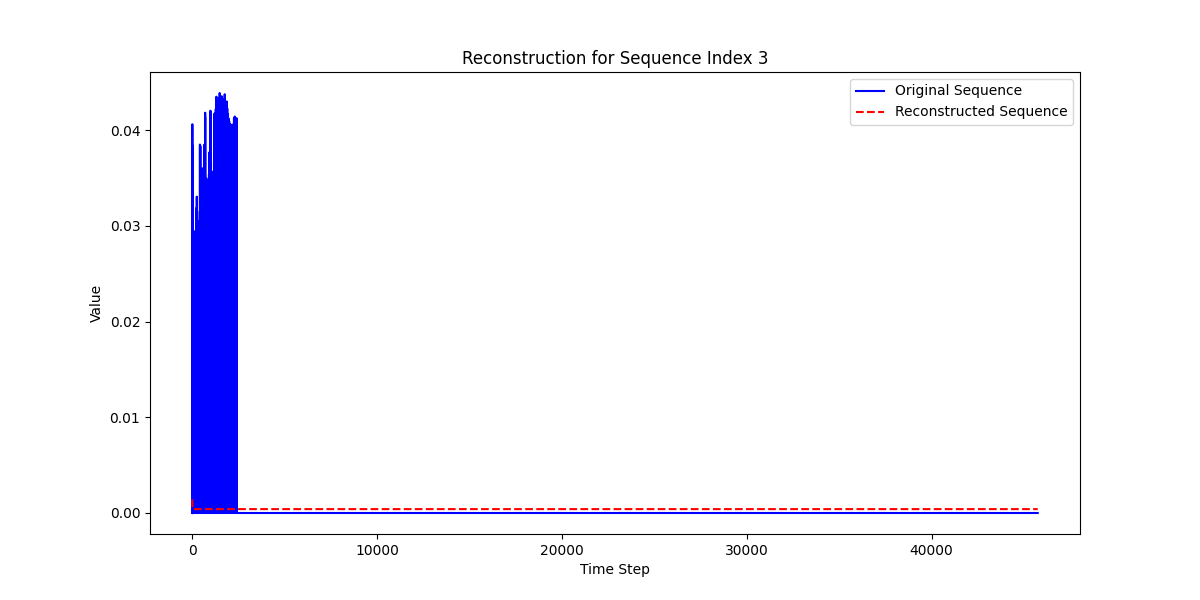 Reconstruction for Sequence Index 3
Original Sequence
Reconstructed Sequence
0.04
0.03
0.02
0.01
0.00
Value
0
10000
20000
30000
40000
Time Step